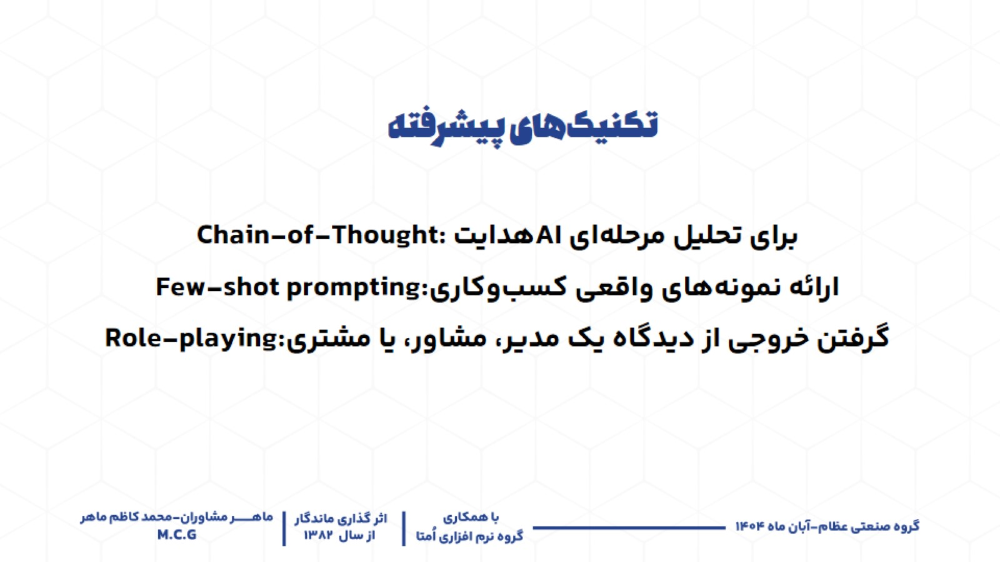 تکنیک‌های پیشرفته
Chain-of-Thought: هدایتAI برای تحلیل مرحله‌ای
Few-shot prompting:ارائه نمونه‌های واقعی کسب‌وکاری
Role-playing:گرفتن خروجی از دیدگاه یک مدیر، مشاور، یا مشتری
گروه صنعتی عظام-آبان ماه ۱۴۰۴
با همکاری
گروه نرم افزاری اُمتا
اثر گذاری ماندگار
از سال ۱۳۸۲
ماهـــر مشاوران-محمد کاظم ماهر
M.C.G